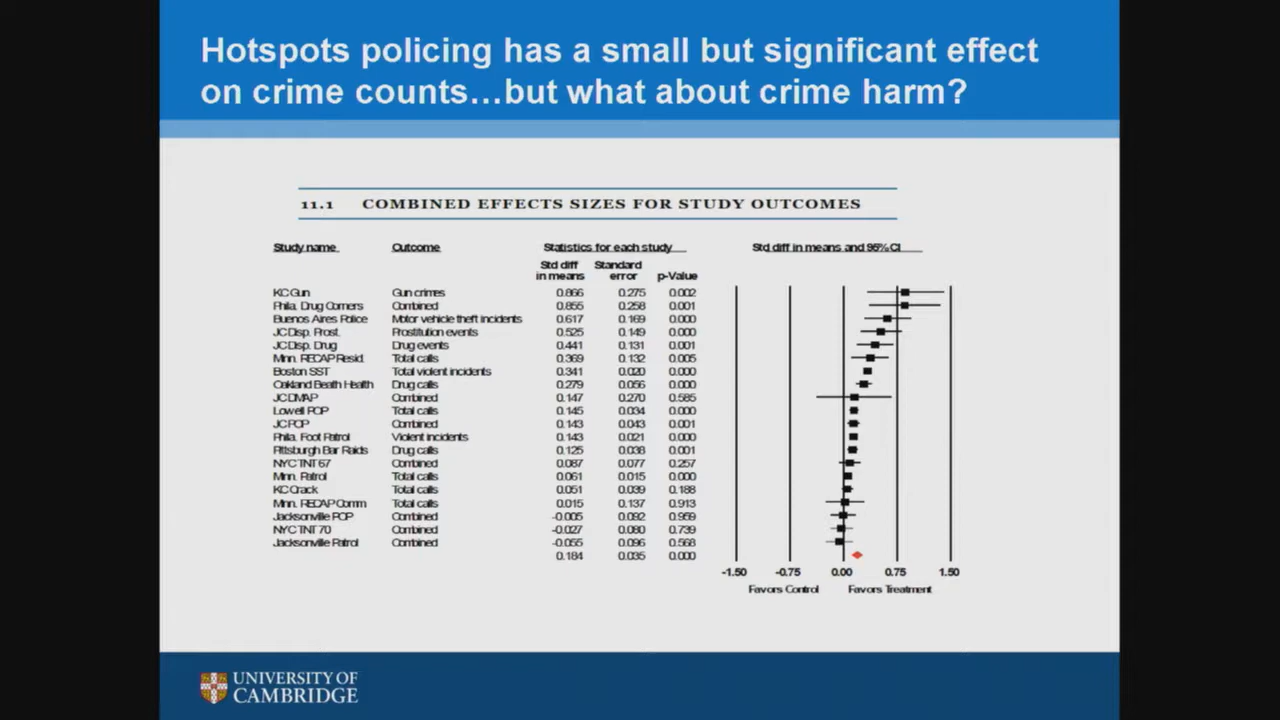 Hotspots policing has a small but significant effect
on crime counts...but what about crime harm?
11.1 COMBINED EFFECTS SIZES FOR STUDY OUTCOMES
Study name Outcome Statistics for each study Std diff in means and 95% CI
Std diff in means Standard error p-Value
KC Gun Gun crimes 0.866 0.275 0.002
Phila. Drug Corners Combined 0.855 0.258 0.001
Buenos Aires Police Motor vehicle theft incidents 0.617 0.169 0.000
JC Disp. Prost. Prostitution events 0.525 0.149 0.000
JC Disp. Drug Drug events 0.441 0.131 0.001
Minn. RECAP Resid. Total calls 0.369 0.132 0.005
Boston SST Total violent incidents 0.341 0.020 0.000
Oakland Beath Health Drug calls 0.279 0.056 0.000
JC DMAP Combined 0.147 0.270 0.585
Lowell POP Total calls 0.145 0.034 0.000
JC POP Combined 0.143 0.043 0.001
Phila. Foot Patrol Violent incidents 0.143 0.021 0.000
Pittsburgh Bar Raids Drug calls 0.125 0.038 0.001
NYC TNT 67 Combined 0.087 0.077 0.257
Minn. Patrol Total calls 0.061 0.015 0.000
KC Crack Total calls 0.051 0.039 0.188
Minn. RECAP Comm. Total calls 0.015 0.137 0.913
Jacksonville POP Combined -0.005 0.092 0.959
NYC TNT 70 Combined -0.027 0.080 0.739
Jacksonville Patrol Combined -0.055 0.096 0.568
0.184 0.035 0.000
-1.50 -0.75 0.00 0.75 1.50
Favors Control Favors Treatment
UNIVERSITY OF
CAMBRIDGE